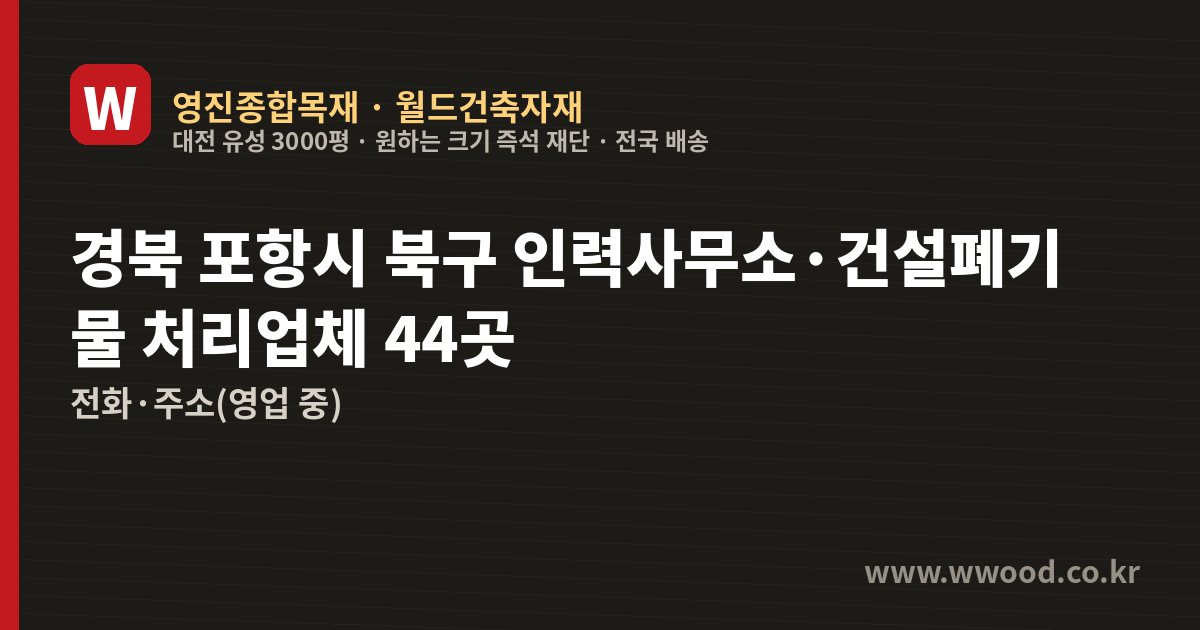 W
영진종합목재 · 월드건축자재
대전 유성 3000평 · 원하는 크기 즉석 재단 · 전국 배송
경북 포항시 북구 인력사무소·건설폐기
물 처리업체 44곳
전화·주소(영업 중)
www.wwood.co.kr